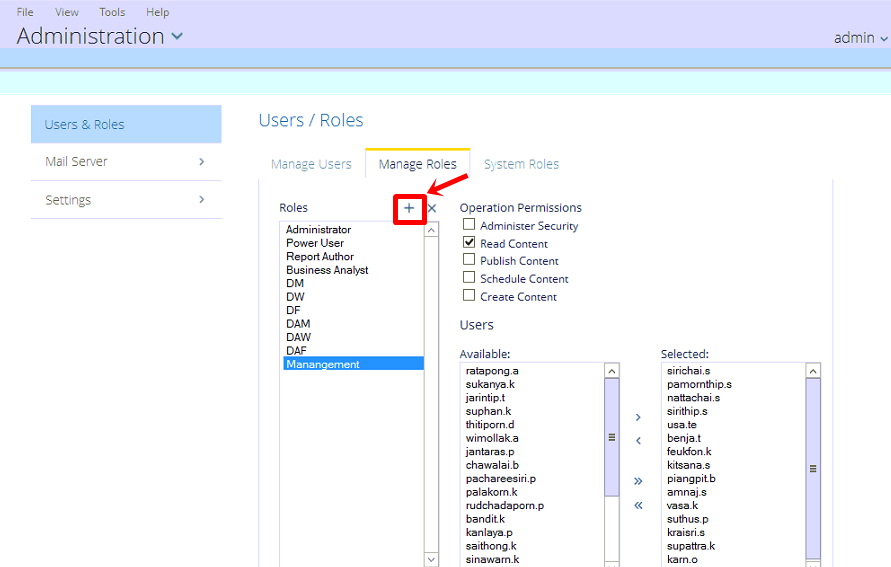 File View Tools Help
Administration
admin
Users & Roles
Mail Server
Settings
Users / Roles
Manage Users Manage Roles System Roles
Roles
Administrator
Power User
Report Author
Business Analyst
DM
DW
DF
DAM
DAW
DAF
Manangement
Operation Permissions
Administer Security
Read Content
Publish Content
Schedule Content
Create Content
Users
Available:
ratapong.a
sukanya.k
jarintip.t
suphan.k
thitiporn.d
wimollak.a
jantaras.p
chawalai.b
pachareesiri.p
palakorn.k
rudchadaporn.p
bandit.k
kanlaya.p
saithong.k
sinawarn.k
Selected:
sirichai.s
pamornthip.s
nattachai.s
sirithip.s
usa.te
benja.t
feukfon.k
kitsana.s
piangpit.b
amnaj.s
vasa.k
suthus.p
kraisri.s
supattra.k
karn.o